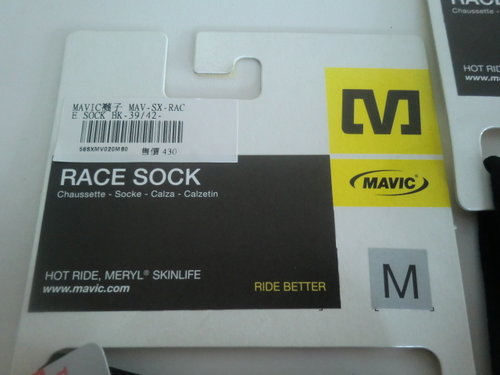 MAVIC襪子 MAV-SX-RAC
E SOCK BK-39/42-
售價 430
RACE SOCK
Chaussette - Socke - Calza - Calzetin
MAVIC
HOT RIDE, MERYL® SKINLIFE
www.mavic.com
RIDE BETTER
M
Chaussette -
HOT RIDE
www.m